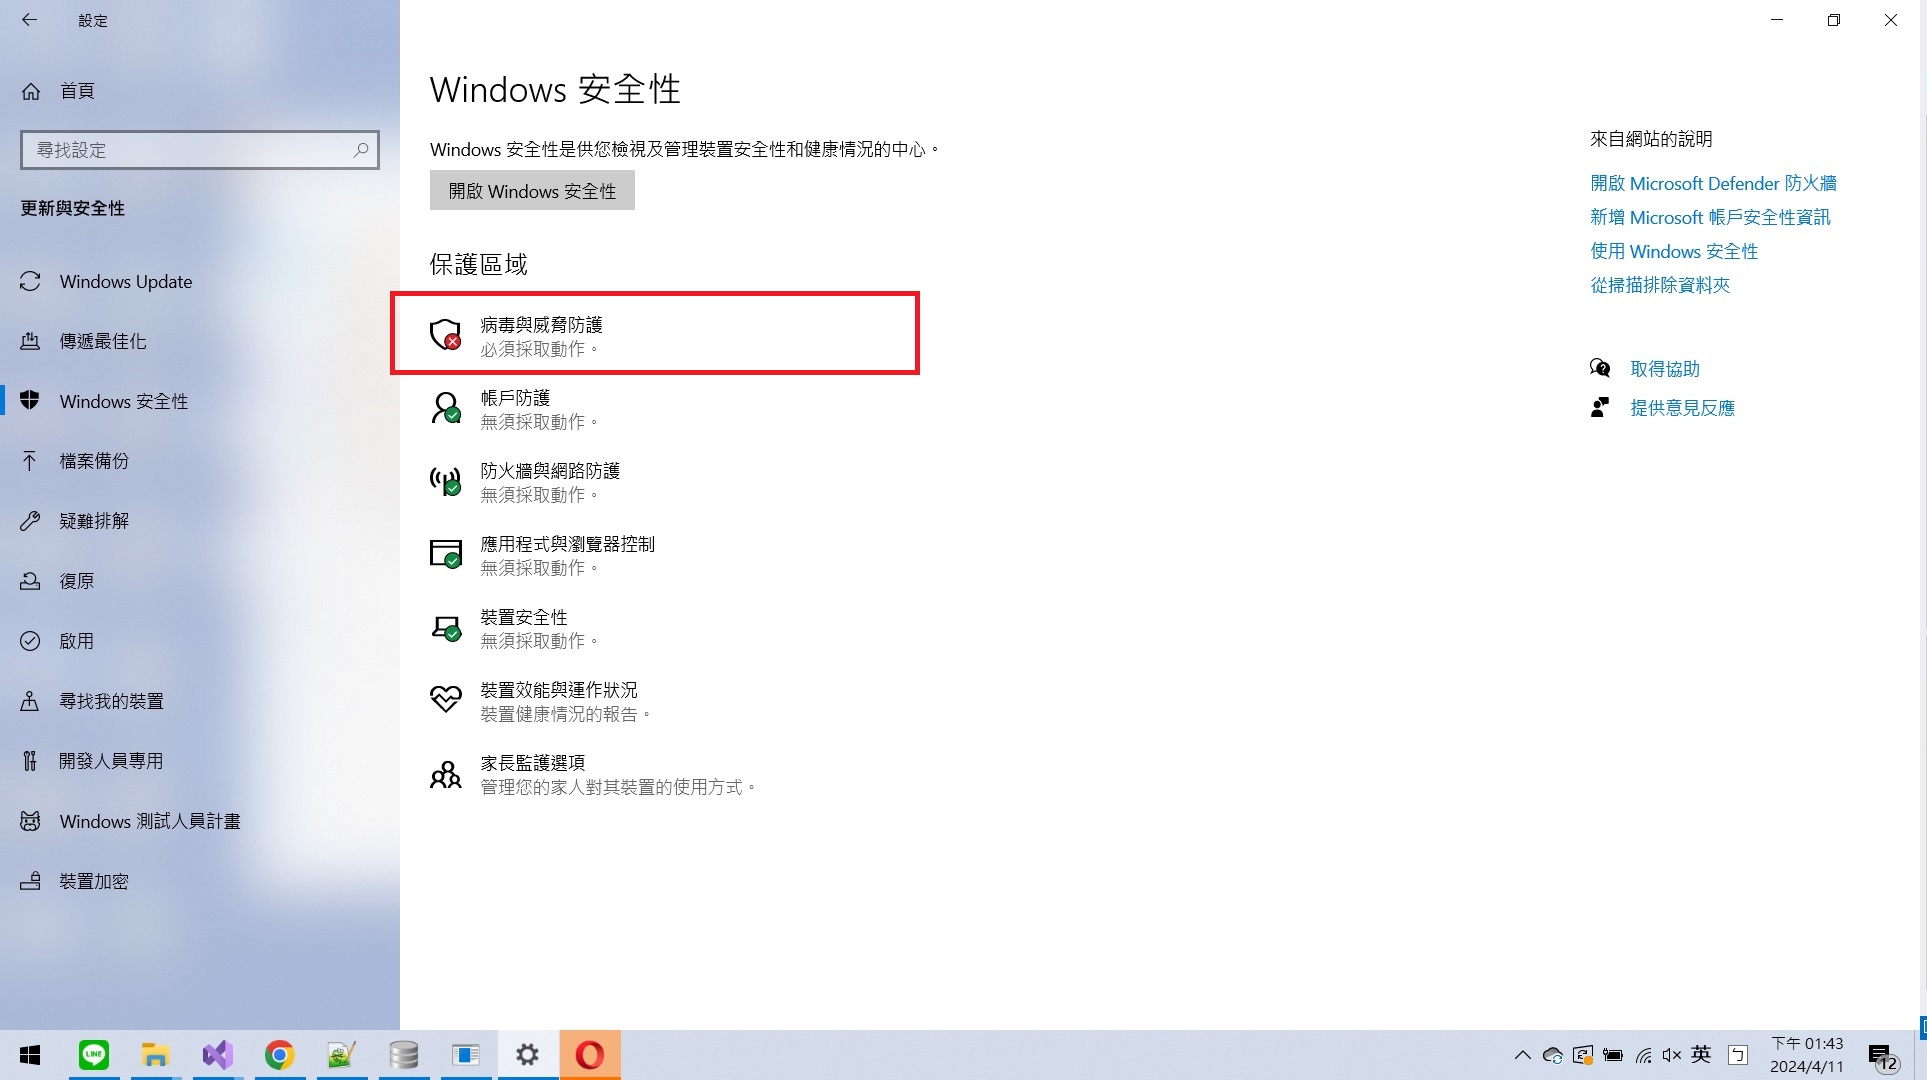 設定
首頁
尋找設定
更新與安全性
Windows Update
傳遞最佳化
Windows 安全性
檔案備份
疑難排解
復原
啟用
尋找我的裝置
開發人員專用
Windows 測試人員計畫
裝置加密
Windows 安全性
Windows 安全性是供您檢視及管理裝置安全性和健康情況的中心。
開啟 Windows 安全性
保護區域
病毒與威脅防護
必須採取動作。
帳戶防護
無須採取動作。
防火牆與網路防護
無須採取動作。
應用程式與瀏覽器控制
無須採取動作。
裝置安全性
無須採取動作。
裝置效能與運作狀況
裝置健康情況的報告。
家長監護選項
管理您的家人對其裝置的使用方式。
來自網站的說明
開啟 Microsoft Defender 防火牆
新增 Microsoft 帳戶安全性資訊
使用 Windows 安全性
從掃描排除資料夾
取得協助
提供意見反應
LINE
英
ㄅ
下午 01:43
2024/4/11
12